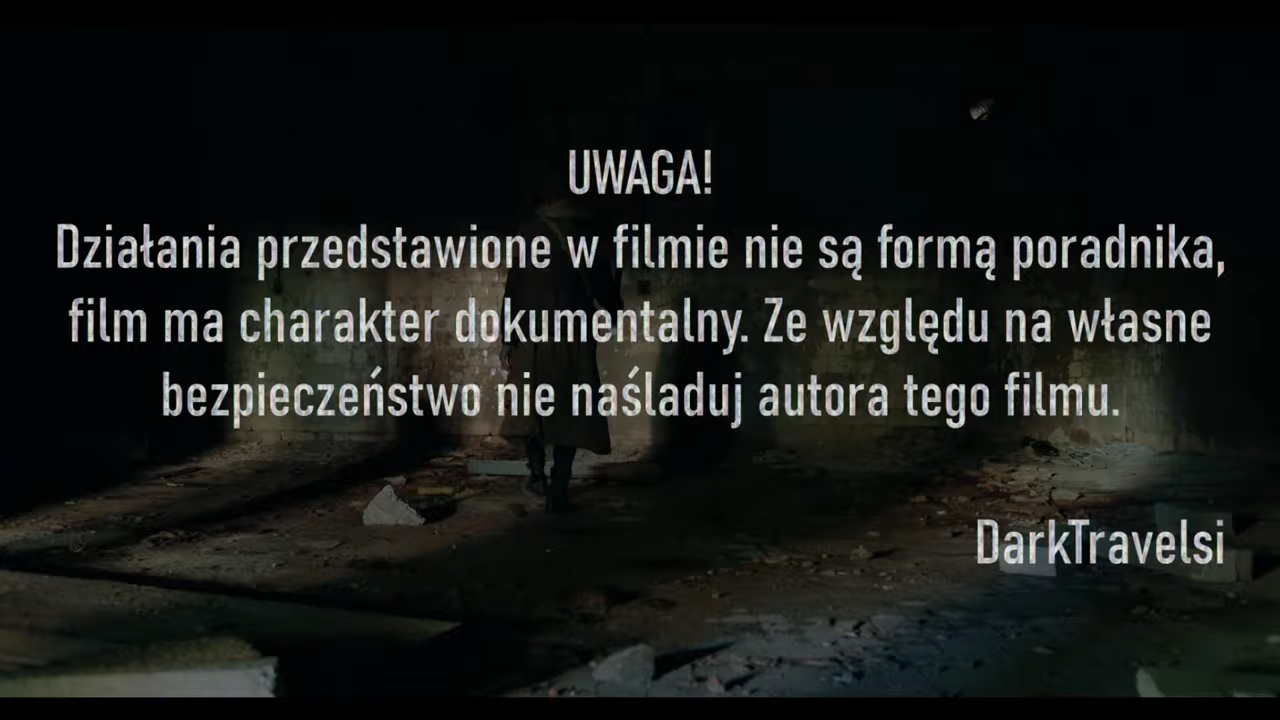 UWAGA!
Działania przedstawione w filmie nie są formą poradnika,
film ma charakter dokumentalny. Ze względu na własne
bezpieczeństwo nie naśladuj autora tego filmu.
DarkTravelsi